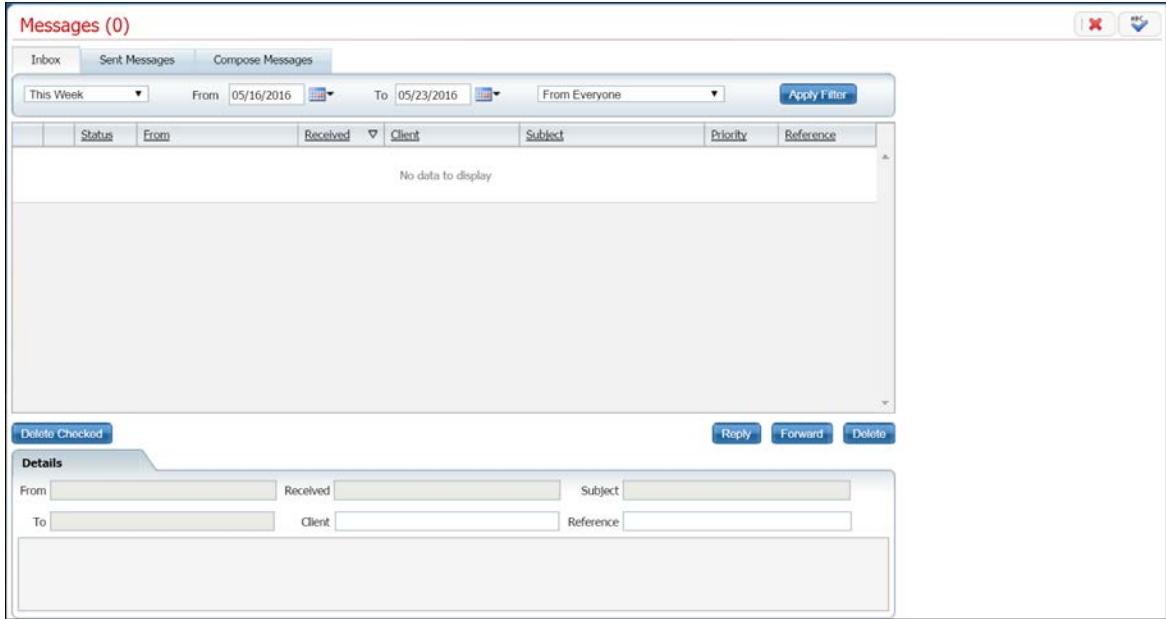 Messages (0)
ABC
Inbox Sent Messages Compose Messages
This Week From 05/16/2016 To 05/23/2016 From Everyone Apply Filter
Status From Received Client Subject Priority Reference
No data to display
Delete Checked Reply Forward Delete
Details
From Received Subject
To Client Reference